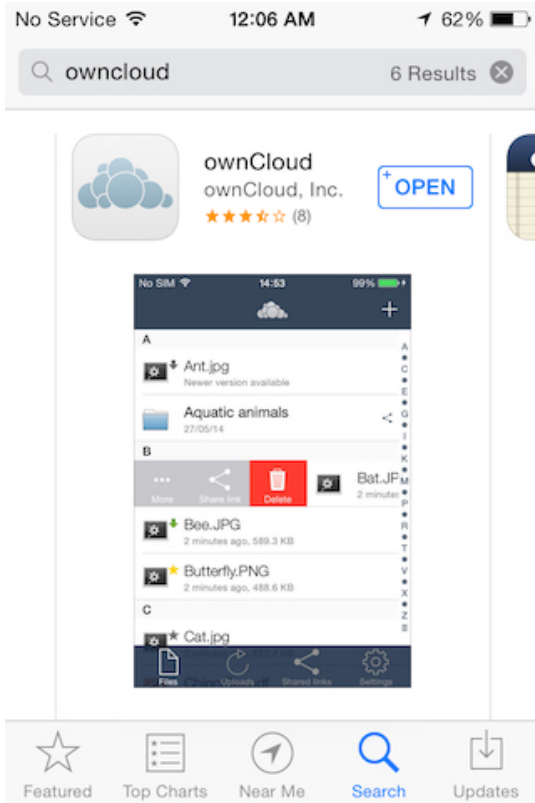 No Service 12:06 AM 62%
owncloud 6 Results
ownCloud
ownCloud, Inc.
(8)
+ OPEN
No SIM 14:53 99%
+
A
Ant.jpg
Newer version available
Aquatic animals
27/05/14
B
More Share link Delete
Bat.JP
2 minute
Bee.JPG
2 minutes ago, 589.3 KB
Butterfly.PNG
2 minutes ago, 488.6 KB
C
Cat.jpg
Files Uploads Shared links Settings
A
C
E
G
I
K
M
P
R
T
V
X
Z
Featured Top Charts Near Me Search Updates